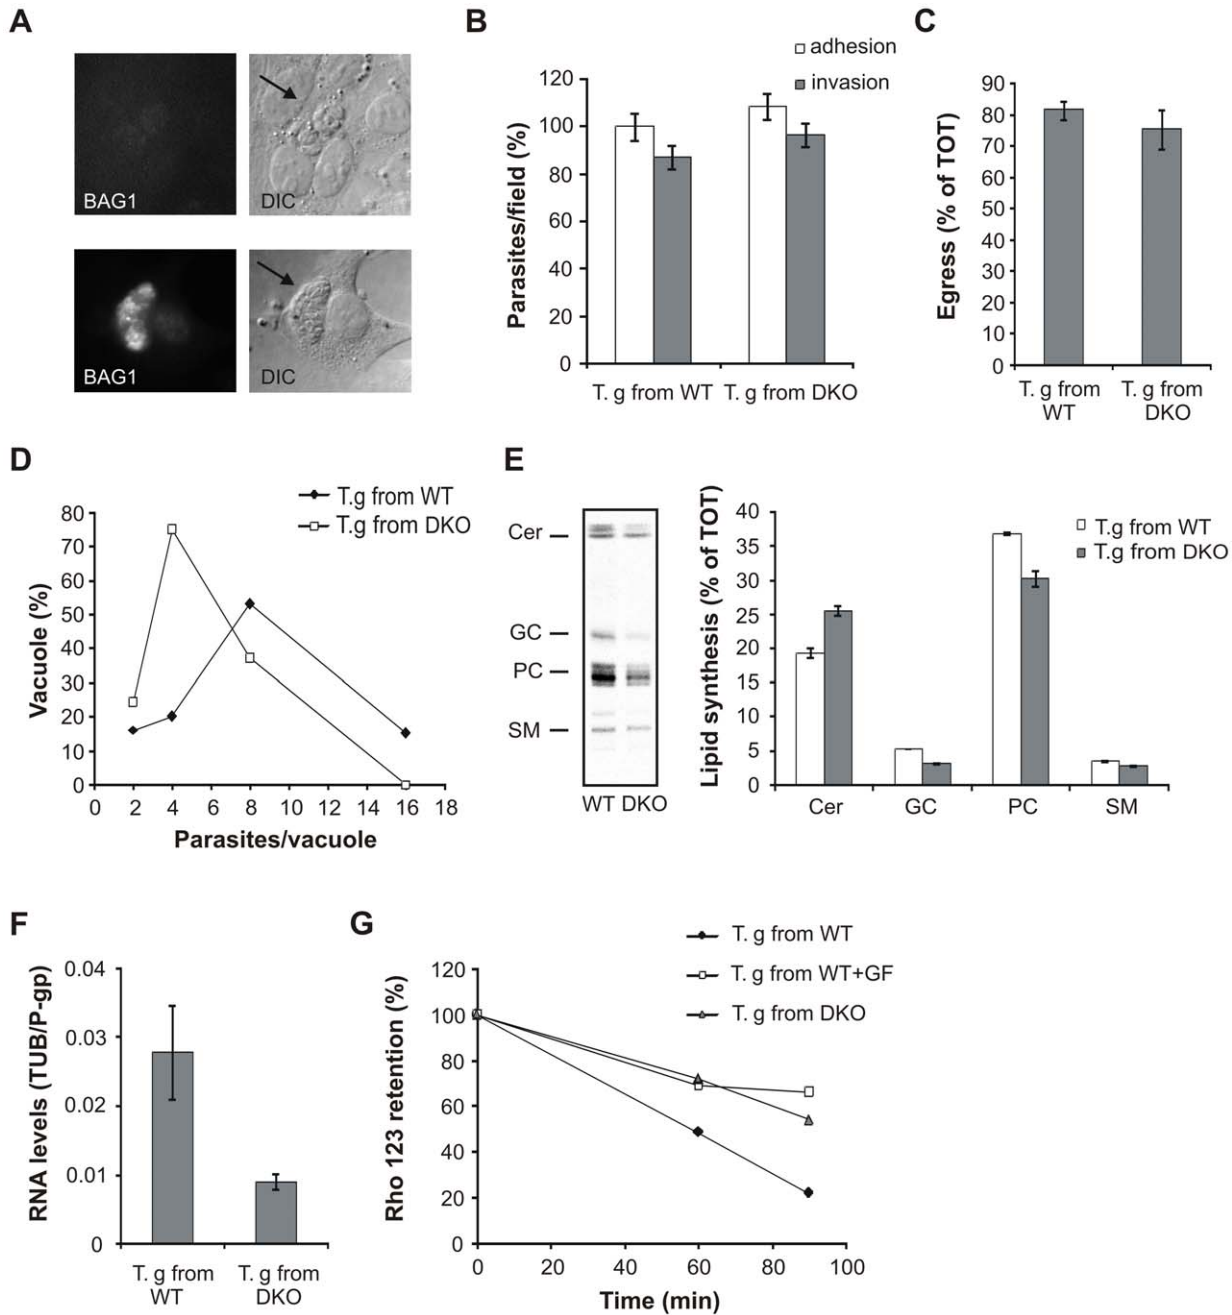 A
BAG1
DIC
BAG1
DIC
B
adhesion
invasion
Parasites/field (%)
120
100
80
60
40
20
0
T. g from WT
T. g from DKO
C
Egress (% of TOT)
90
80
70
60
50
40
30
20
10
0
T. g from
WT
T. g from
DKO
D
T.g from WT
T.g from DKO
Vacuole (%)
80
70
60
50
40
30
20
10
0
0 2 4 6 8 10 12 14 16 18
Parasites/vacuole
E
Cer
GC
PC
SM
WT DKO
Lipid synthesis (% of TOT)
40
35
30
25
20
15
10
5
0
T.g from WT
T.g from DKO
Cer GC PC SM
F
RNA levels (TUB/P-gp)
0.04
0.03
0.02
0.01
0
T. g from
WT
T. g from
DKO
G
T. g from WT
T. g from WT+GF
T. g from DKO
Rho 123 retention (%)
120
100
80
60
40
20
0
0 20 40 60 80 100
Time (min)